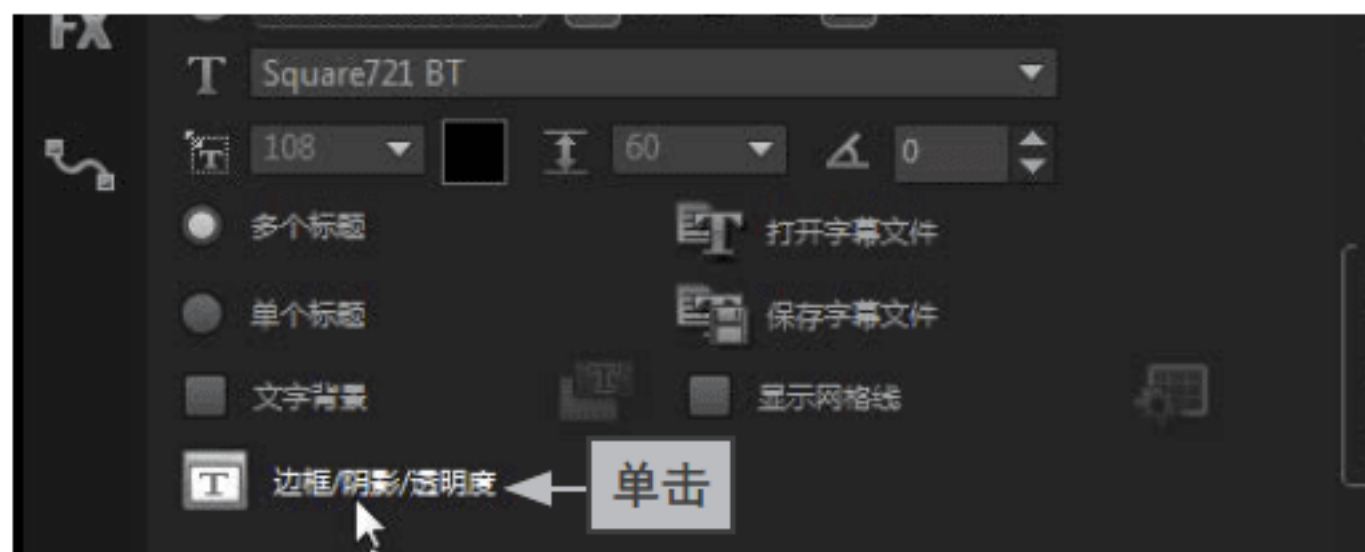 FX
T Square721 BT
T 108 60 0
多个标题 T 打开字幕文件
单个标题 保存字幕文件
文字背景 T 显示网格线
T 边框/阴影/透明度 单击